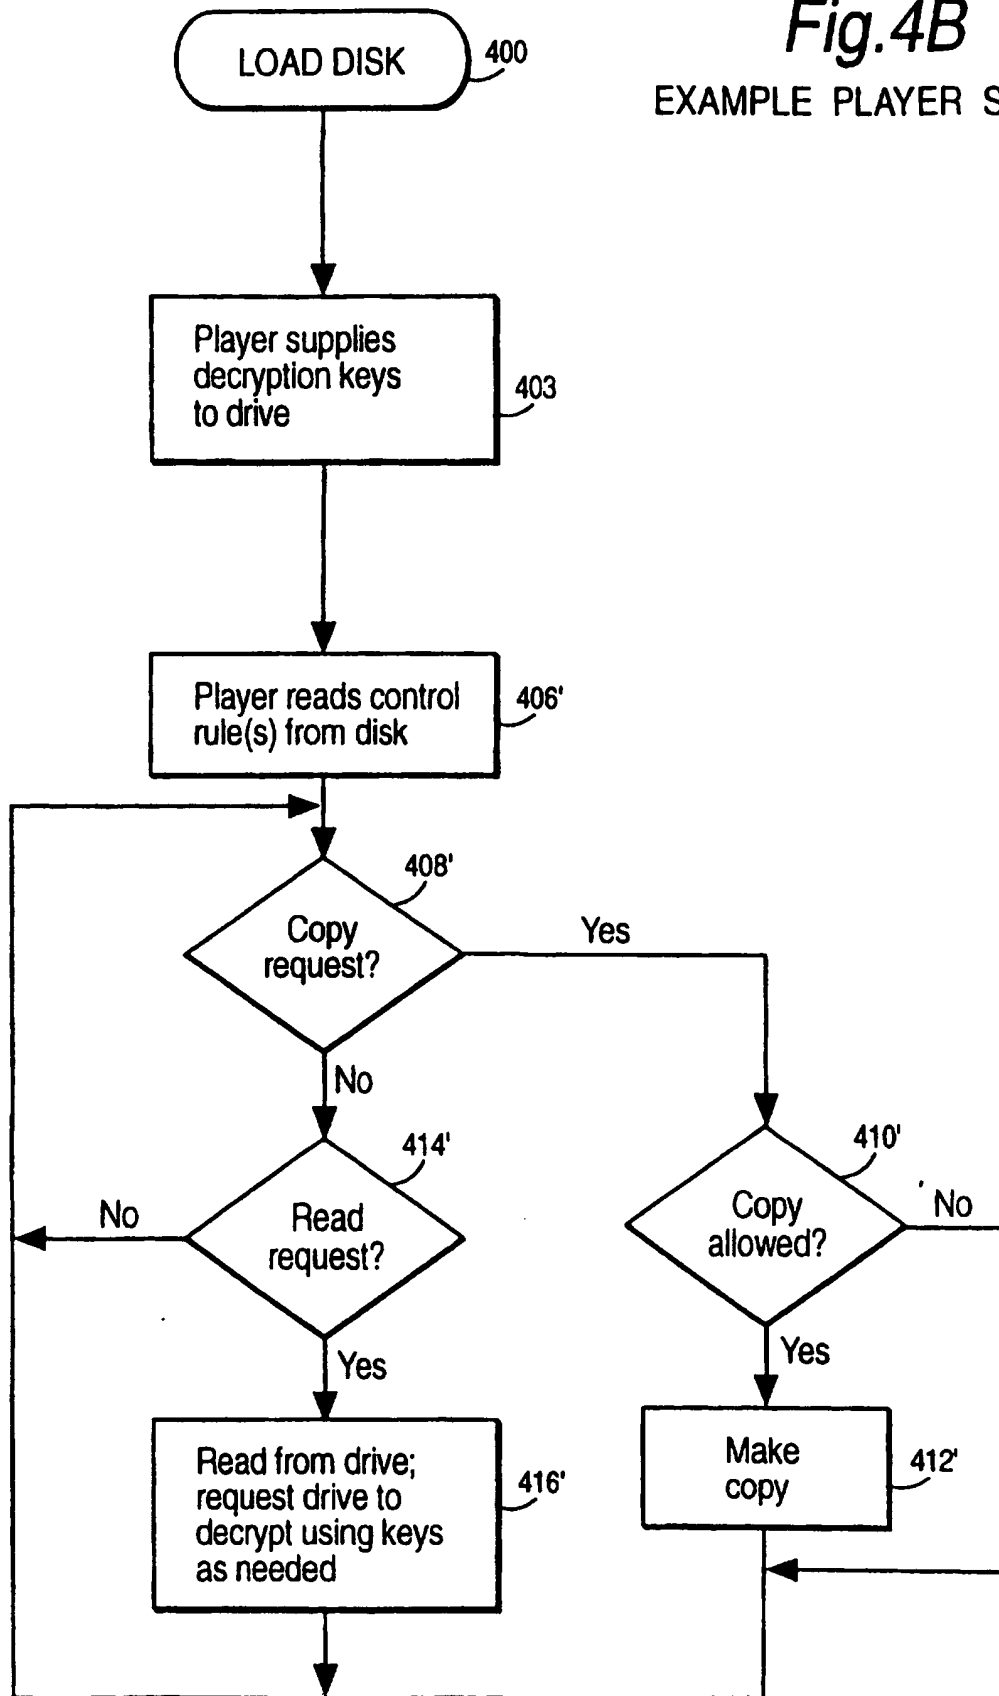 Fig.4B
EXAMPLE PLAYER S
LOAD DISK
400
Player supplies
decryption keys
to drive
403
Player reads control
rule(s) from disk
406'
Copy
request?
408'
Yes
No
Read
request?
414'
No
Yes
Copy
allowed?
410'
No
Yes
Read from drive;
request drive to
decrypt using keys
as needed
416'
Make
copy
412'